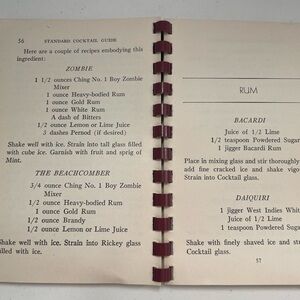 56 STANDARD COCKTAIL GUIDE
Here are a couple of recipes embodying this
ingredient:
ZOMBIE
1 1/2 ounces Ching No. 1 Boy Zombie
Mixer
1 ounce Heavy-bodied Rum
1 ounce Gold Rum
1 ounce White Rum
A dash of Bitters
1/2 ounce Lemon or Lime Juice
3 dashes Pernod (if desired)
Shake well with ice. Strain into tall glass
filled with cube ice. Garnish with fruit and sprig of
Mint.
THE BEACHCOMBER
3/4 ounce Ching No. 1 Boy Zombie
Mixer
1/2 ounce Heavy-bodied Rum
1 ounce Gold Rum
1/2 ounce Brandy
1/2 ounce Lemon or Lime Juice
Shake well with ice. Strain into Rickey glass
filled with ice.
RUM
BACARDI
Juice of 1/2 Lime
1/2 teaspoon Powdered Sugar
1 jigger Bacardi Rum
Place in mixing glass and stir thoroughly
add fine cracked ice and shake vigo
Strain into Cocktail glass.
DAIQUIRI
1 jigger West Indies Whit
Juice of 1/2 Lime
1 teaspoon Powdered Suga
Shake with finely shaved ice and str
Cocktail glass.
57